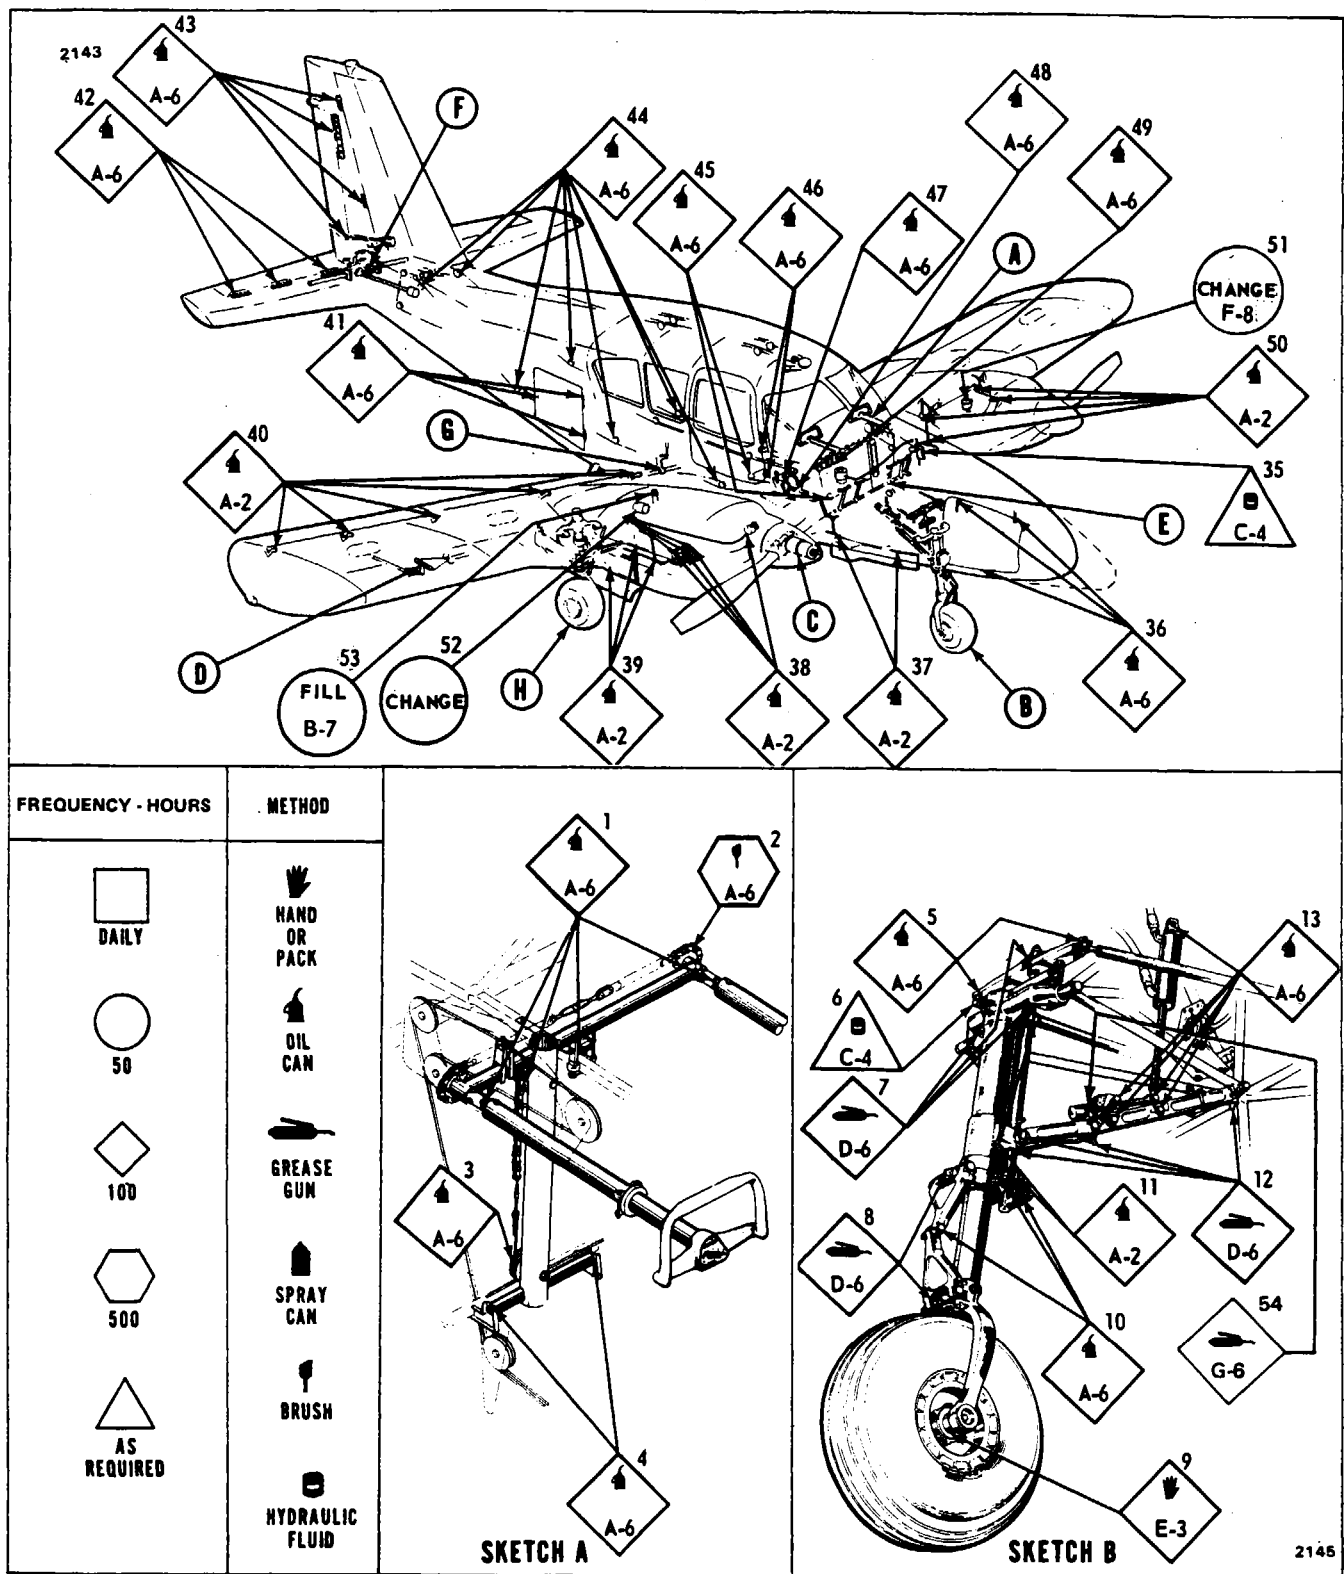 2143
43
A-6
42
A-6
F
44
A-6
45
A-6
46
A-6
47
A-6
48
A-6
49
A-6
A
51
CHANGE
F-8
50
A-2
35
C-4
E
41
A-6
G
40
A-2
D
53
FILL
B-7
52
CHANGE
H
39
A-2
38
A-2
C
37
A-2
B
36
A-6
FREQUENCY - HOURS
DAILY
50
100
500
AS
REQUIRED
METHOD
HAND
OR
PACK
OIL
CAN
GREASE
GUN
SPRAY
CAN
BRUSH
HYDRAULIC
FLUID
1
A-6
2
A-6
3
A-6
4
A-6
SKETCH A
5
A-6
6
C-4
7
D-6
8
D-6
13
A-6
11
A-2
12
D-6
10
A-6
54
G-6
9
E-3
SKETCH B
2145